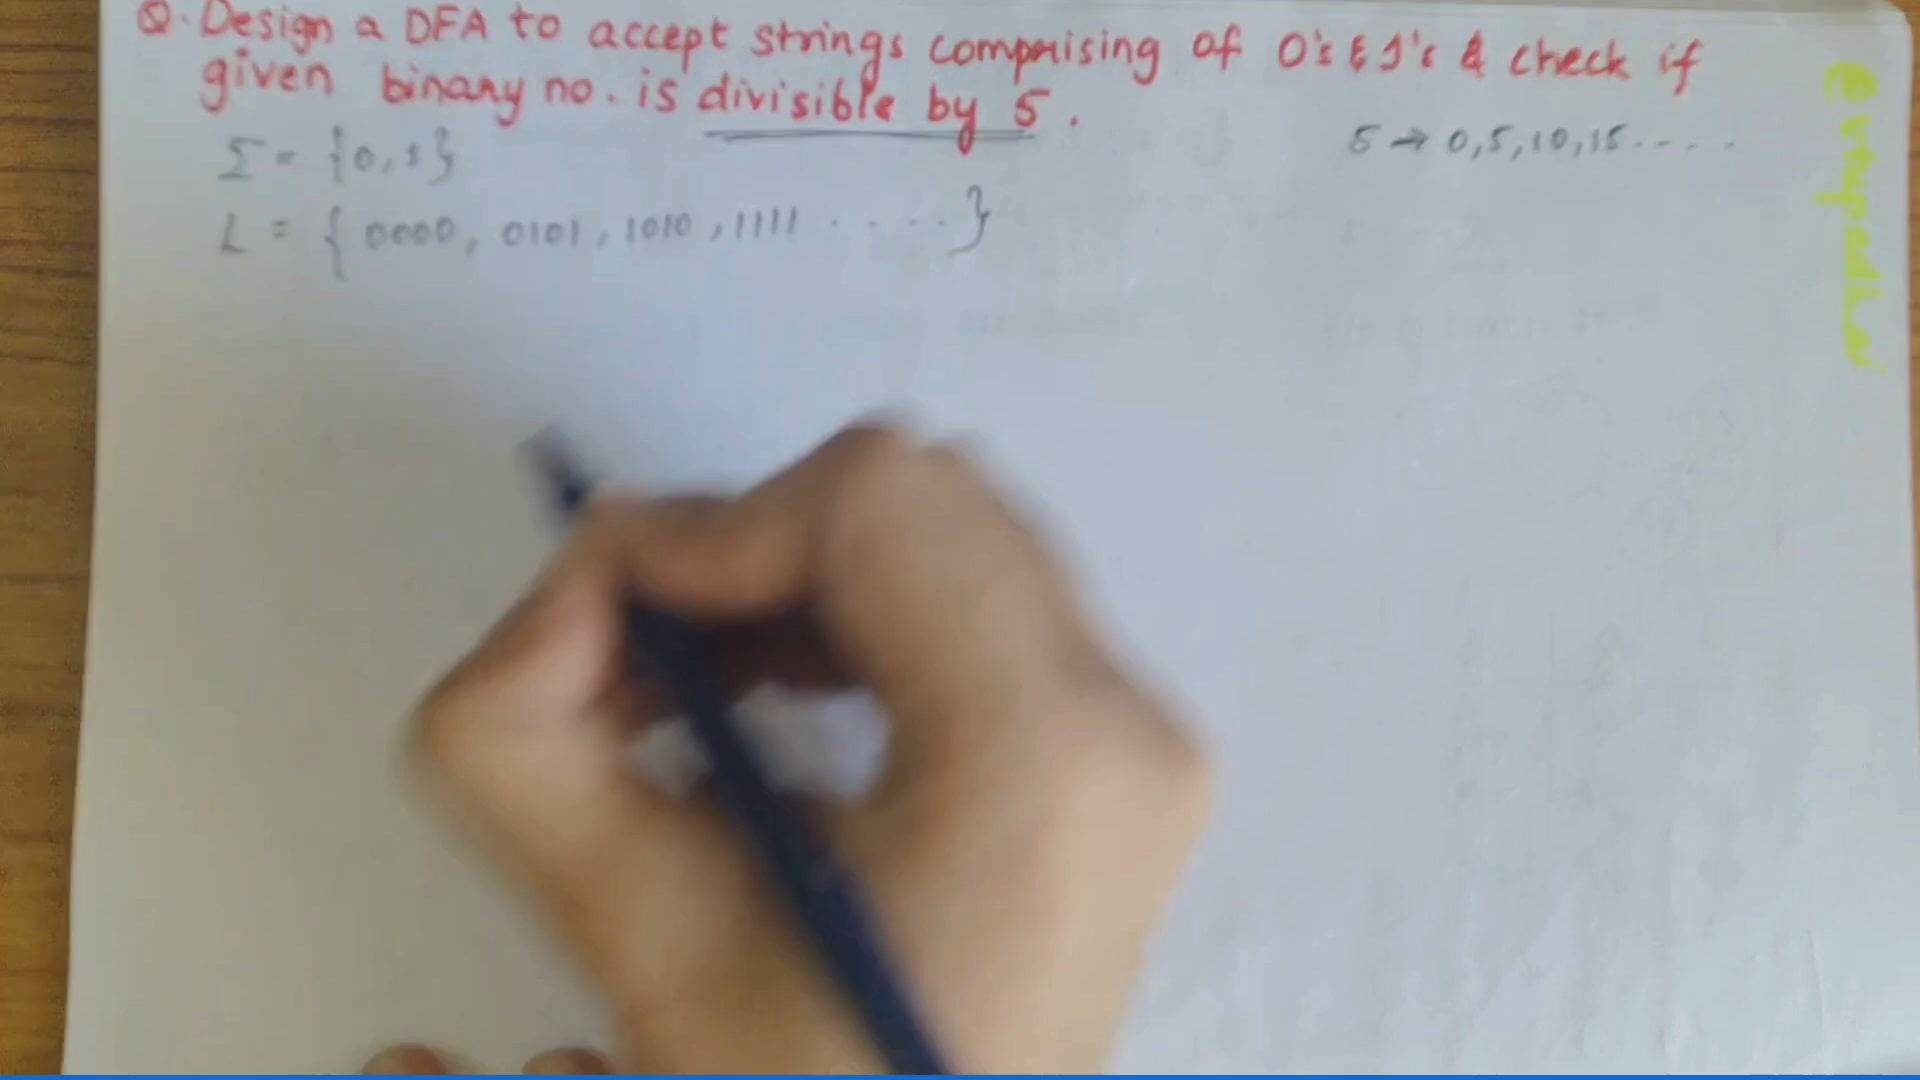 Q. Design a DFA to accept strings comprising of 0's & 1's & check if
given binary no. is divisible by 5.
Σ = {0,1}
5 → 0,5,10,15....
L = { 0000, 0101, 1010, 1111 ..... }
@vtupadhai